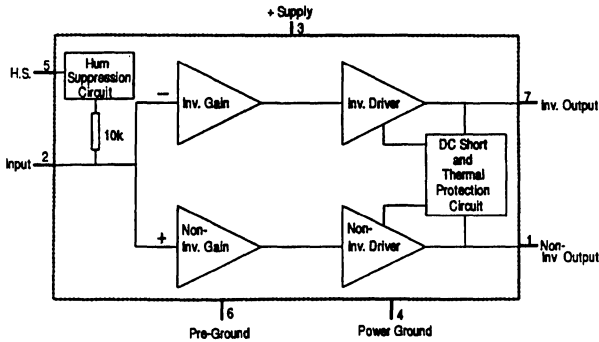 + Supply
3
5
H.S.
Hum
Suppression
Circuit
10k
2
Input
−
Inv. Gain
Inv. Driver
7
Inv. Output
DC Short
and
Thermal
Protection
Circuit
+
Non-
Inv. Gain
Non-
Inv. Driver
1
Non-
Inv Output
6
Pre-Ground
4
Power Ground